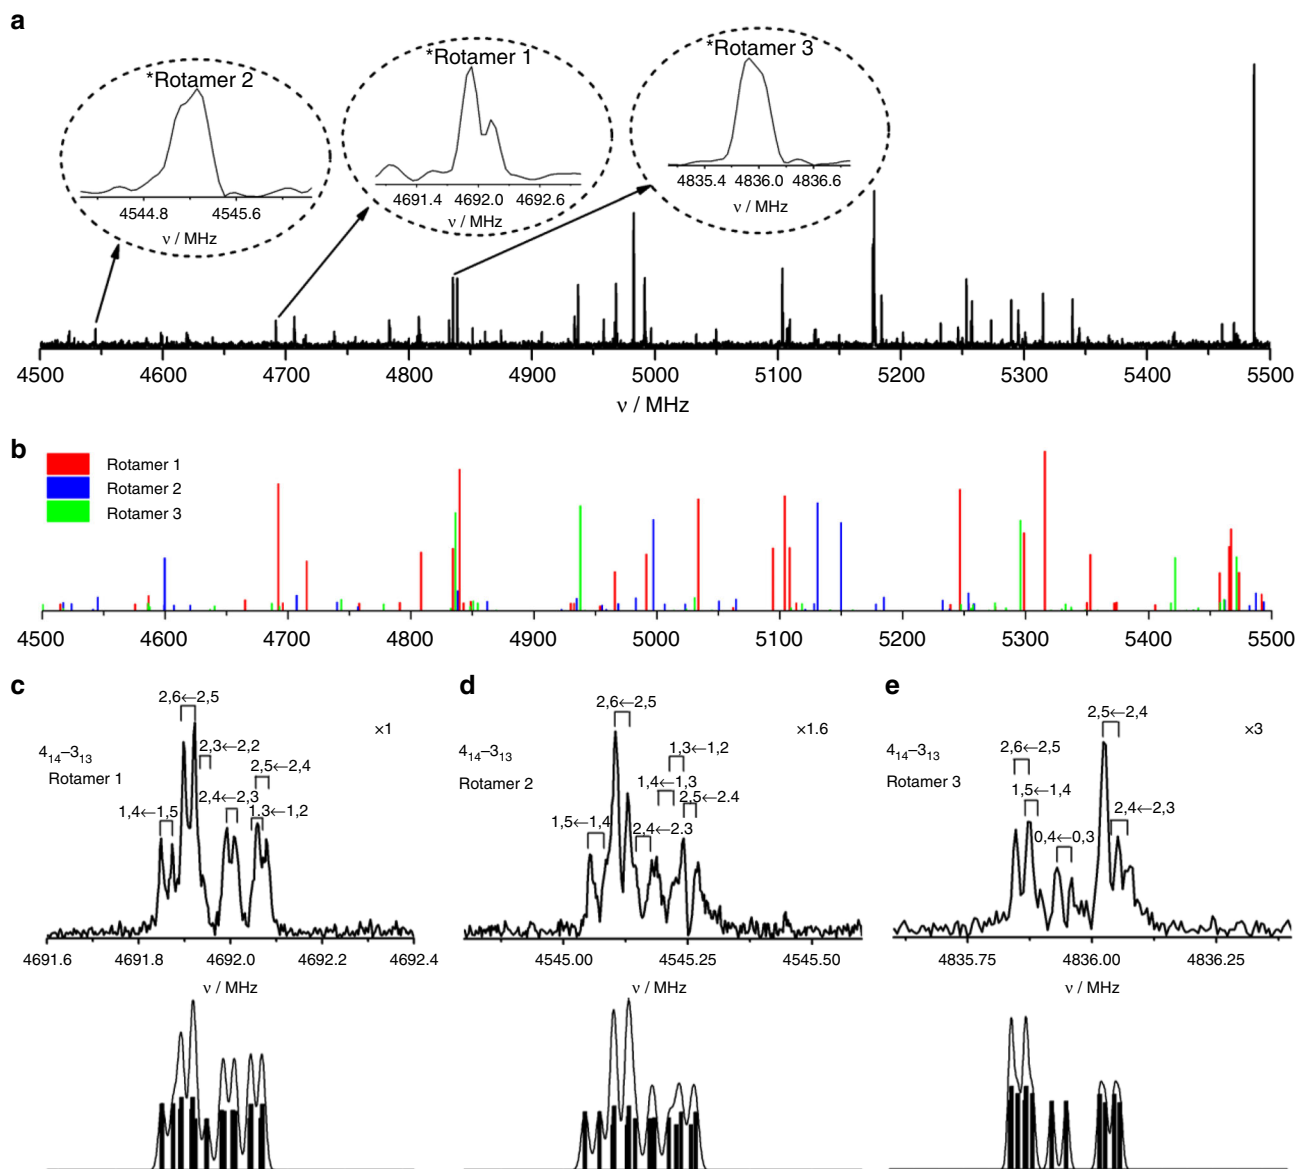 a
*Rotamer 2
4544.8 4545.6
ν / MHz
*Rotamer 1
4691.4 4692.0 4692.6
ν / MHz
*Rotamer 3
4835.4 4836.0 4836.6
ν / MHz
4500 4600 4700 4800 4900 5000 5100 5200 5300 5400 5500
ν / MHz
b
Rotamer 1
Rotamer 2
Rotamer 3
4500 4600 4700 4800 4900 5000 5100 5200 5300 5400 5500
c
4₁₄–3₁₃
Rotamer 1
×1
2,6←2,5
2,3←2,2
2,5←2,4
1,4←1,5
2,4←2,3
1.3←1,2
4691.6 4691.8 4692.0 4692.2 4692.4
ν / MHz
d
4₁₄–3₁₃
Rotamer 2
×1.6
2,6←2,5
1,3←1,2
1,4←1,3
2,5←2.4
1,5←1,4
2,4←2.3
4545.00 4545.25 4545.50
ν / MHz
e
4₁₄–3₁₃
Rotamer 3
×3
2,5←2,4
2,6←2,5
1,5←1,4
2,4←2,3
0,4←0,3
4835.75 4836.00 4836.25
ν / MHz